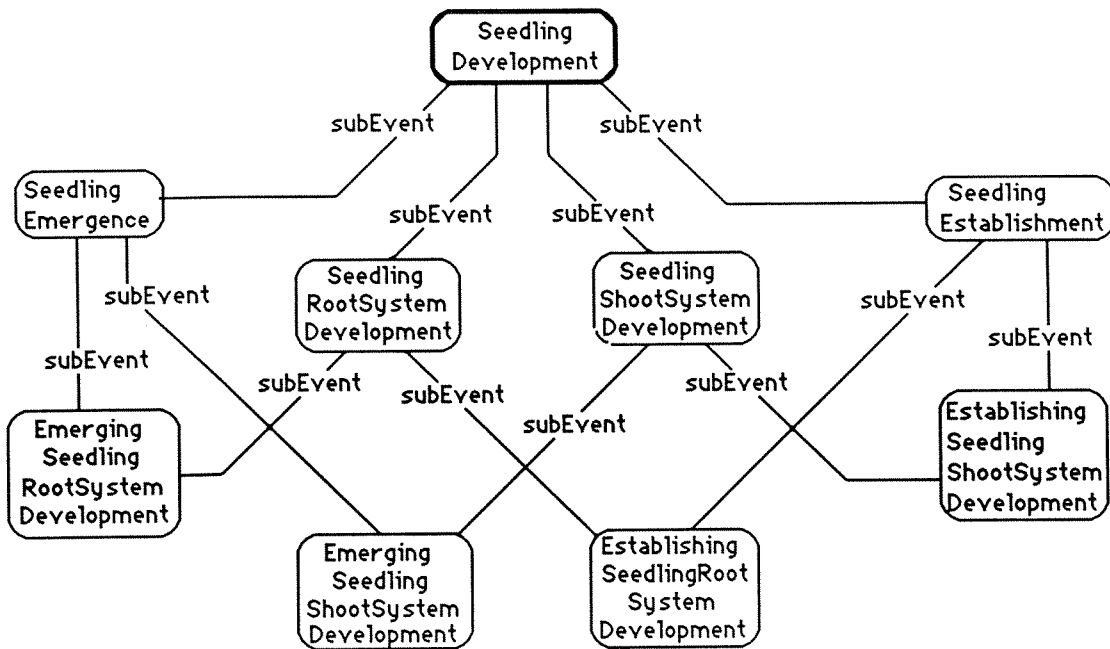 Seedling
Development
subEvent
subEvent
Seedling
Emergence
Seedling
Establishment
subEvent
subEvent
Seedling
RootSystem
Development
Seedling
ShootSystem
Development
subEvent
subEvent
subEvent
subEvent
subEvent
subEvent
subEvent
subEvent
Emerging
Seedling
RootSystem
Development
Establishing
Seedling
ShootSystem
Development
Emerging
Seedling
ShootSystem
Development
Establishing
SeedlingRoot
System
Development